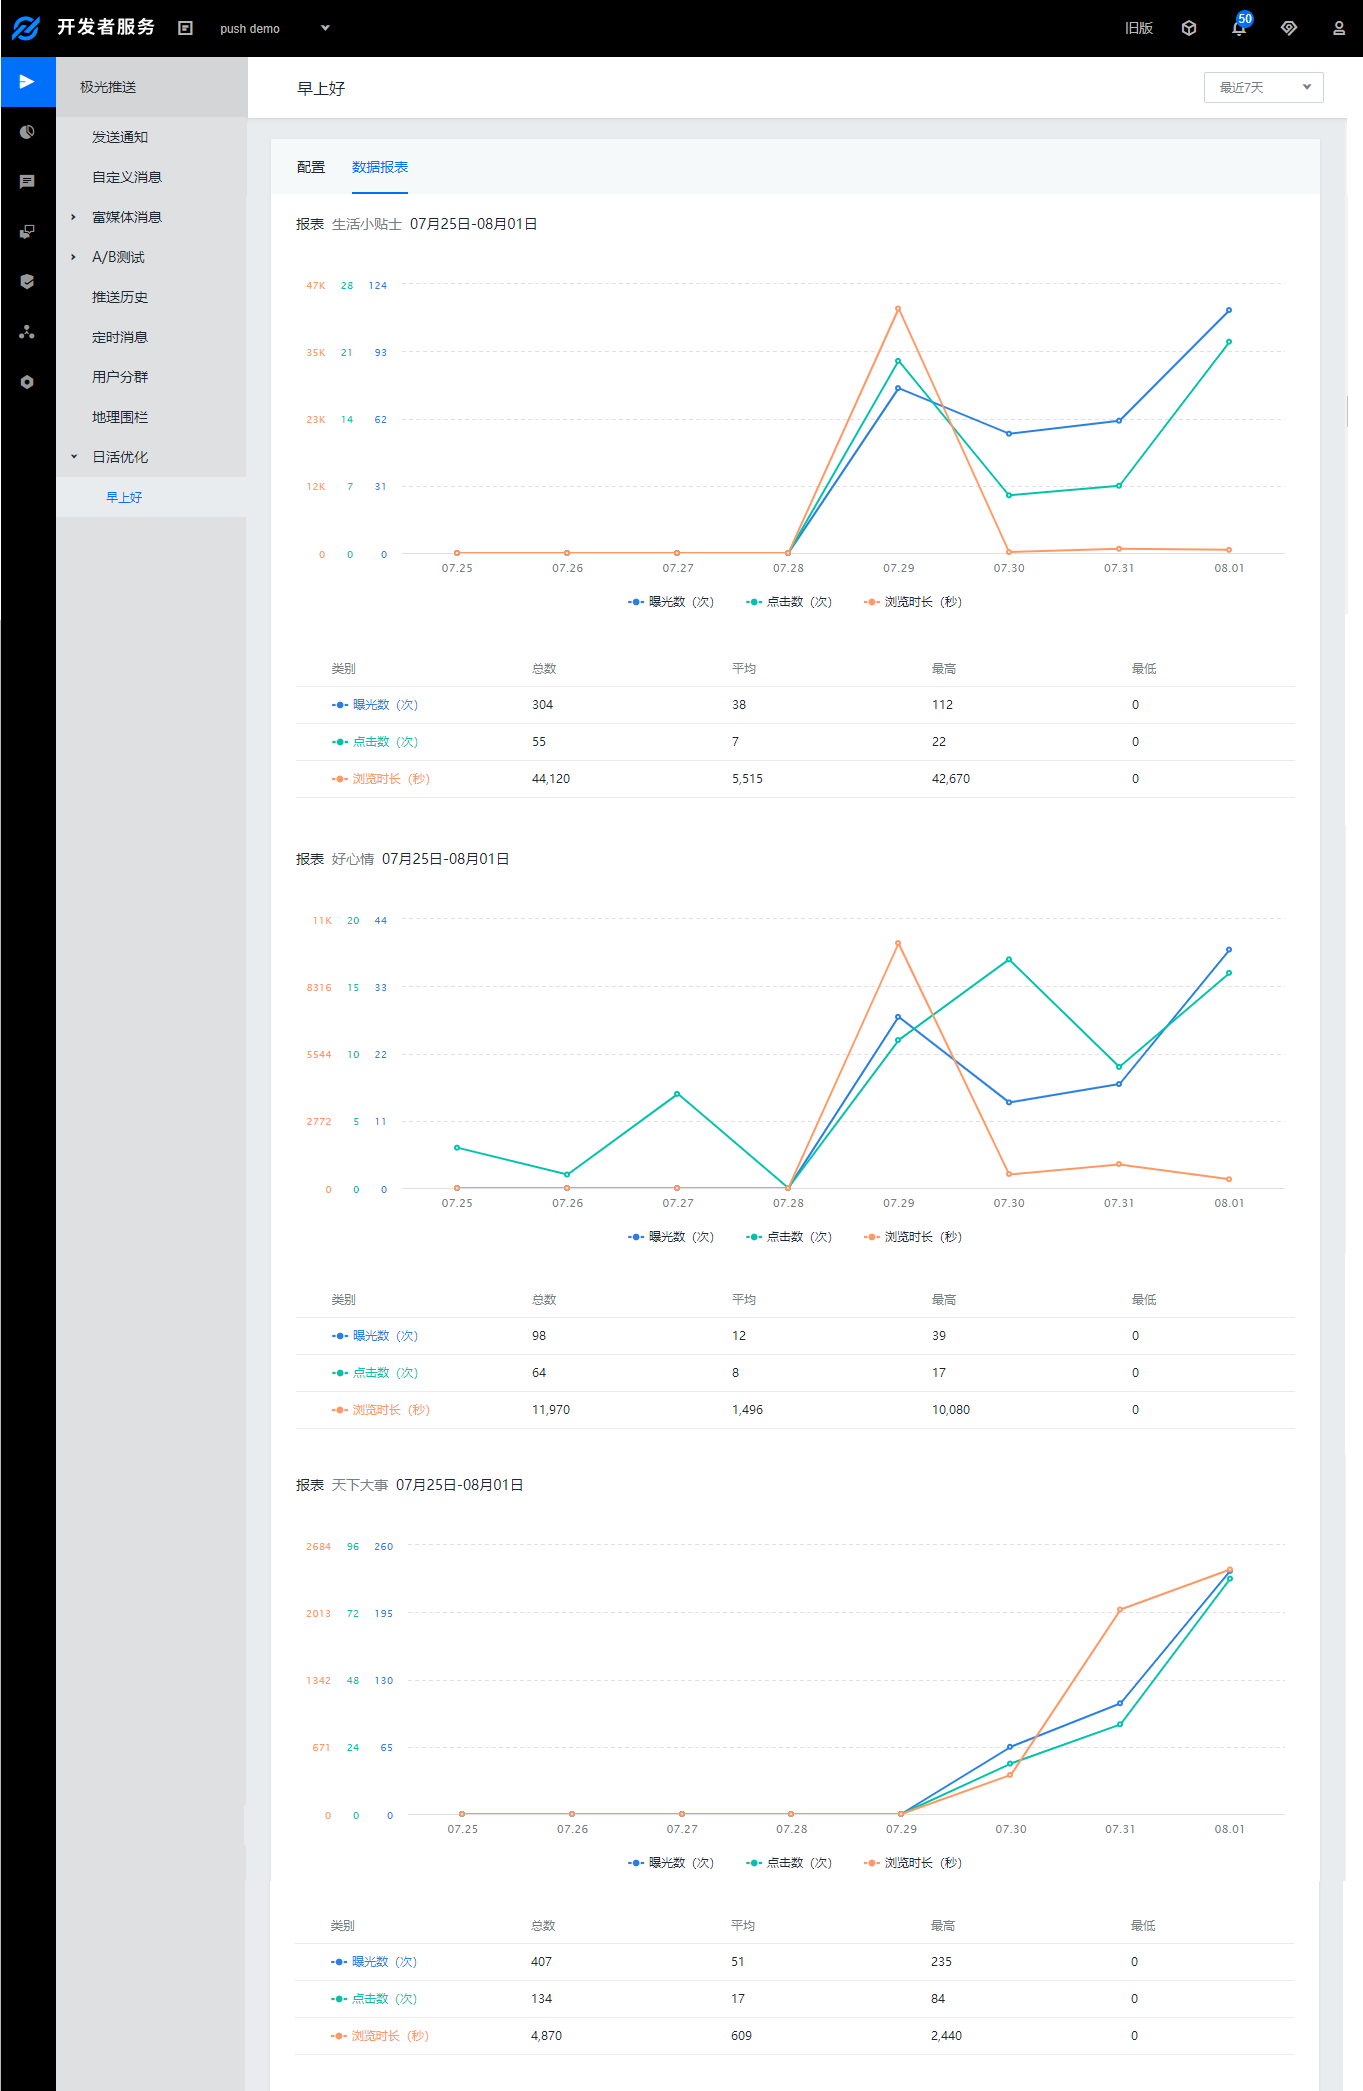 开发者服务 push demo 旧版 50
极光推送
早上好 最近7天
发送通知
自定义消息
富媒体消息
A/B测试
推送历史
定时消息
用户分群
地理围栏
日活优化
早上好
配置 数据报表
报表 生活小贴士 07月25日-08月01日
47K 28 124
35K 21 93
23K 14 62
12K 7 31
0 0 0
07.25 07.26 07.27 07.28 07.29 07.30 07.31 08.01
曝光数（次） 点击数（次） 浏览时长（秒）
类别 总数 平均 最高 最低
曝光数（次） 304 38 112 0
点击数（次） 55 7 22 0
浏览时长（秒） 44,120 5,515 42,670 0
报表 好心情 07月25日-08月01日
11K 20 44
8316 15 33
5544 10 22
2772 5 11
0 0 0
07.25 07.26 07.27 07.28 07.29 07.30 07.31 08.01
曝光数（次） 点击数（次） 浏览时长（秒）
类别 总数 平均 最高 最低
曝光数（次） 98 12 39 0
点击数（次） 64 8 17 0
浏览时长（秒） 11,970 1,496 10,080 0
报表 天下大事 07月25日-08月01日
2684 96 260
2013 72 195
1342 48 130
671 24 65
0 0 0
07.25 07.26 07.27 07.28 07.29 07.30 07.31 08.01
曝光数（次） 点击数（次） 浏览时长（秒）
类别 总数 平均 最高 最低
曝光数（次） 407 51 235 0
点击数（次） 134 17 84 0
浏览时长（秒） 4,870 609 2,440 0